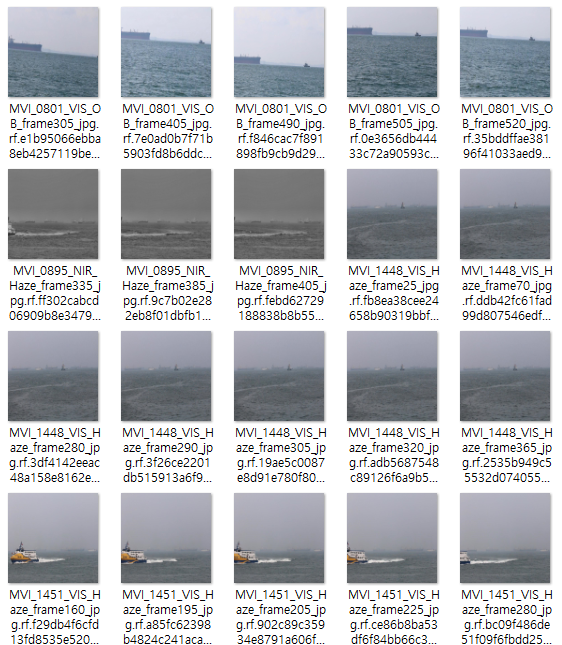 MVI_0801_VIS_O
B_frame305_jpg.
rf.e1b95066ebba
8eb4257119be...
MVI_0801_VIS_O
B_frame405_jpg.
rf.7e0ad0b7f71b
5903fd8b6ddc...
MVI_0801_VIS_O
B_frame490_jpg.
rf.f846cac7f891
898fb9cb9d29...
MVI_0801_VIS_O
B_frame505_jpg.
rf.0e3656db444
33c72a90593c...
MVI_0801_VIS_O
B_frame520_jpg.
rf.35bddffae381
96f41033aed9...
MVI_0895_NIR_
Haze_frame335_j
pg.rf.ff302cabcd
06909b8e3479...
MVI_0895_NIR_
Haze_frame385_j
pg.rf.9c7b02e28
2eb8f01dbfb1...
MVI_0895_NIR_
Haze_frame405_j
pg.rf.febd62729
188838b8b55...
MVI_1448_VIS_H
aze_frame25_jpg
.rf.fb8ea38cee24
658b90319bbf...
MVI_1448_VIS_H
aze_frame70_jpg
.rf.ddb42fc61fad
99d807546edf...
MVI_1448_VIS_H
aze_frame280_jp
g.rf.3df4142eeac
48a158e8162e...
MVI_1448_VIS_H
aze_frame290_jp
g.rf.3f26ce2201
db515913a6f9...
MVI_1448_VIS_H
aze_frame305_jp
g.rf.19ae5c0087
e8d91e780f80...
MVI_1448_VIS_H
aze_frame320_jp
g.rf.adb5687548
c89126f6a9b5...
MVI_1448_VIS_H
aze_frame365_jp
g.rf.2535b949c5
5532d074055...
MVI_1451_VIS_H
aze_frame160_jp
g.rf.f29db4f6cfd
13fd8535e520...
MVI_1451_VIS_H
aze_frame195_jp
g.rf.a85fc62398
b4824c241aca...
MVI_1451_VIS_H
aze_frame205_jp
g.rf.902c89c359
34e8791a606f...
MVI_1451_VIS_H
aze_frame225_jp
g.rf.ce86b8ba53
df6f84bb66c3...
MVI_1451_VIS_H
aze_frame280_jp
g.rf.bc09f486de
51f09f6fbdd25...